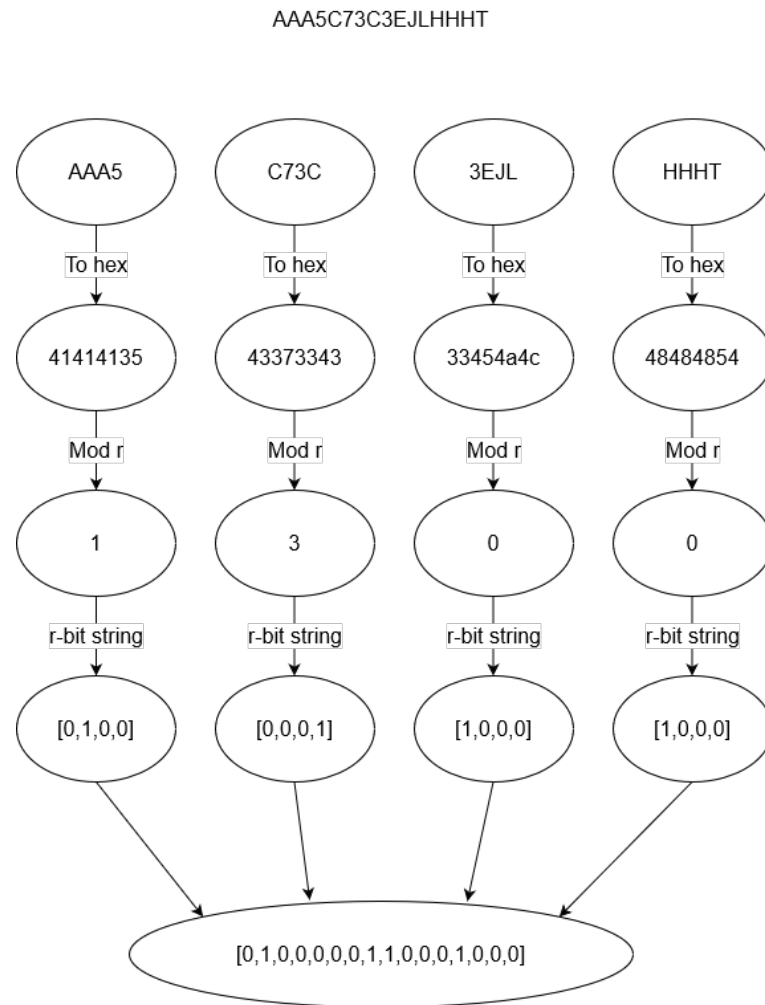 AAA5C73C3EJLHHHT
AAA5 C73C 3EJL HHHT
To hex To hex To hex To hex
41414135 43373343 33454a4c 48484854
Mod r Mod r Mod r Mod r
1 3 0 0
r-bit string r-bit string r-bit string r-bit string
[0,1,0,0] [0,0,0,1] [1,0,0,0] [1,0,0,0]
[0,1,0,0,0,0,0,1,1,0,0,0,1,0,0,0]